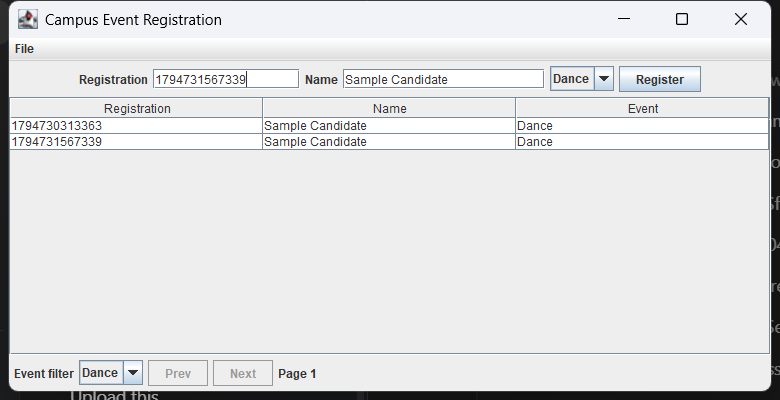 Campus Event Registration
File
Registration 1794731567339 Name Sample Candidate Dance Register
Registration Name Event
1794730313363 Sample Candidate Dance
1794731567339 Sample Candidate Dance
Event filter Dance Prev Next Page 1
Upload this